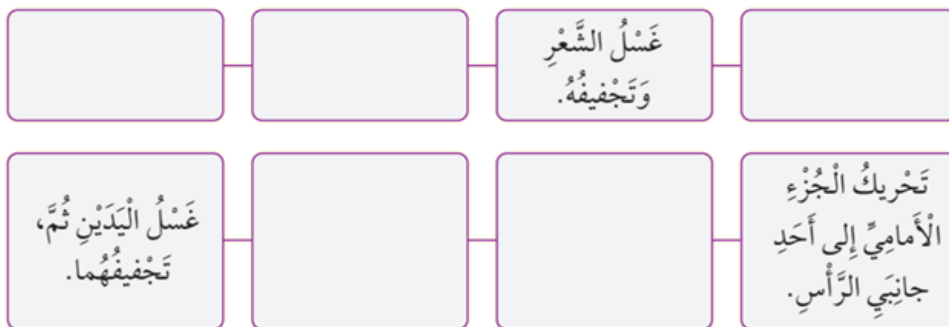 غَسْلُ الشَّعْرِ
وَتَجْفيفُهُ.
تَحْريكُ الْجُزْءِ
الْأَمامِيِّ إِلى أَحَدِ
جانِبَيِ الرَّأْسِ.
غَسْلُ الْيَدَيْنِ ثُمَّ،
تَجْفيفُهُما.